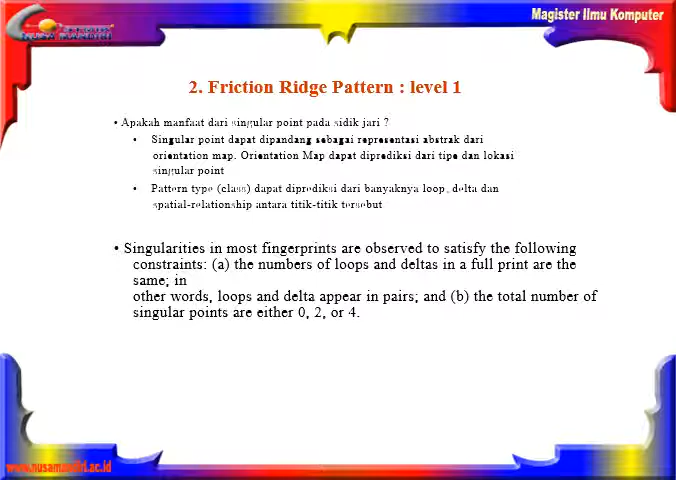 Magister Ilmu Komputer
NUSA MANDIRI
2. Friction Ridge Pattern : level 1
• Apakah manfaat dari singular point pada sidik jari ?
• Singular point dapat dipandang sebagai representasi abstrak dari
orientation map. Orientation Map dapat diprediksi dari tipe dan lokasi
singular point
• Pattern type (class) dapat diprediksi dari banyaknya loop, delta dan
spatial-relationship antara titik-titik tersebut
• Singularities in most fingerprints are observed to satisfy the following
constraints: (a) the numbers of loops and deltas in a full print are the
same; in
other words, loops and delta appear in pairs; and (b) the total number of
singular points are either 0, 2, or 4.
www.nusamandiri.ac.id